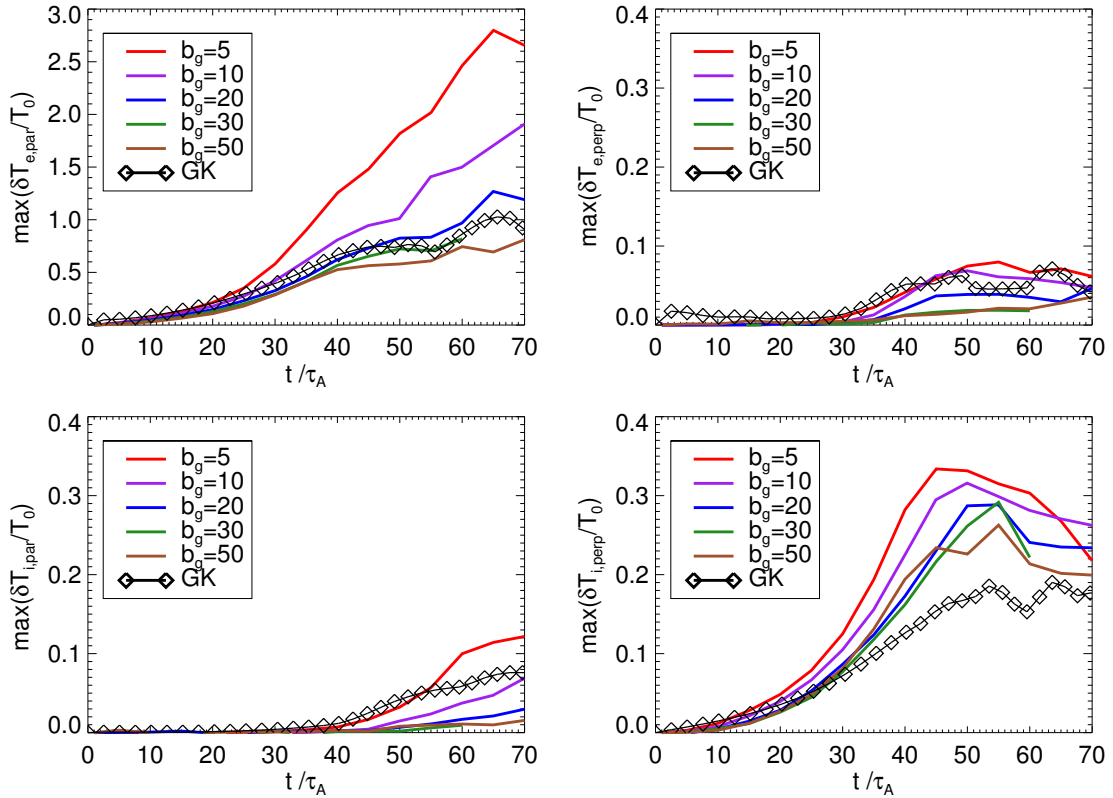 max(δT_e,par/T_0)
3.0
2.5
2.0
1.5
1.0
0.5
0.0
b_g=5
b_g=10
b_g=20
b_g=30
b_g=50
GK
0 10 20 30 40 50 60 70
t /τ_A
max(δT_e,perp/T_0)
0.4
0.3
0.2
0.1
0.0
b_g=5
b_g=10
b_g=20
b_g=30
b_g=50
GK
0 10 20 30 40 50 60 70
t /τ_A
max(δT_i,par/T_0)
0.4
0.3
0.2
0.1
0.0
b_g=5
b_g=10
b_g=20
b_g=30
b_g=50
GK
0 10 20 30 40 50 60 70
t /τ_A
max(δT_i,perp/T_0)
0.4
0.3
0.2
0.1
0.0
b_g=5
b_g=10
b_g=20
b_g=30
b_g=50
GK
0 10 20 30 40 50 60 70
t /τ_A